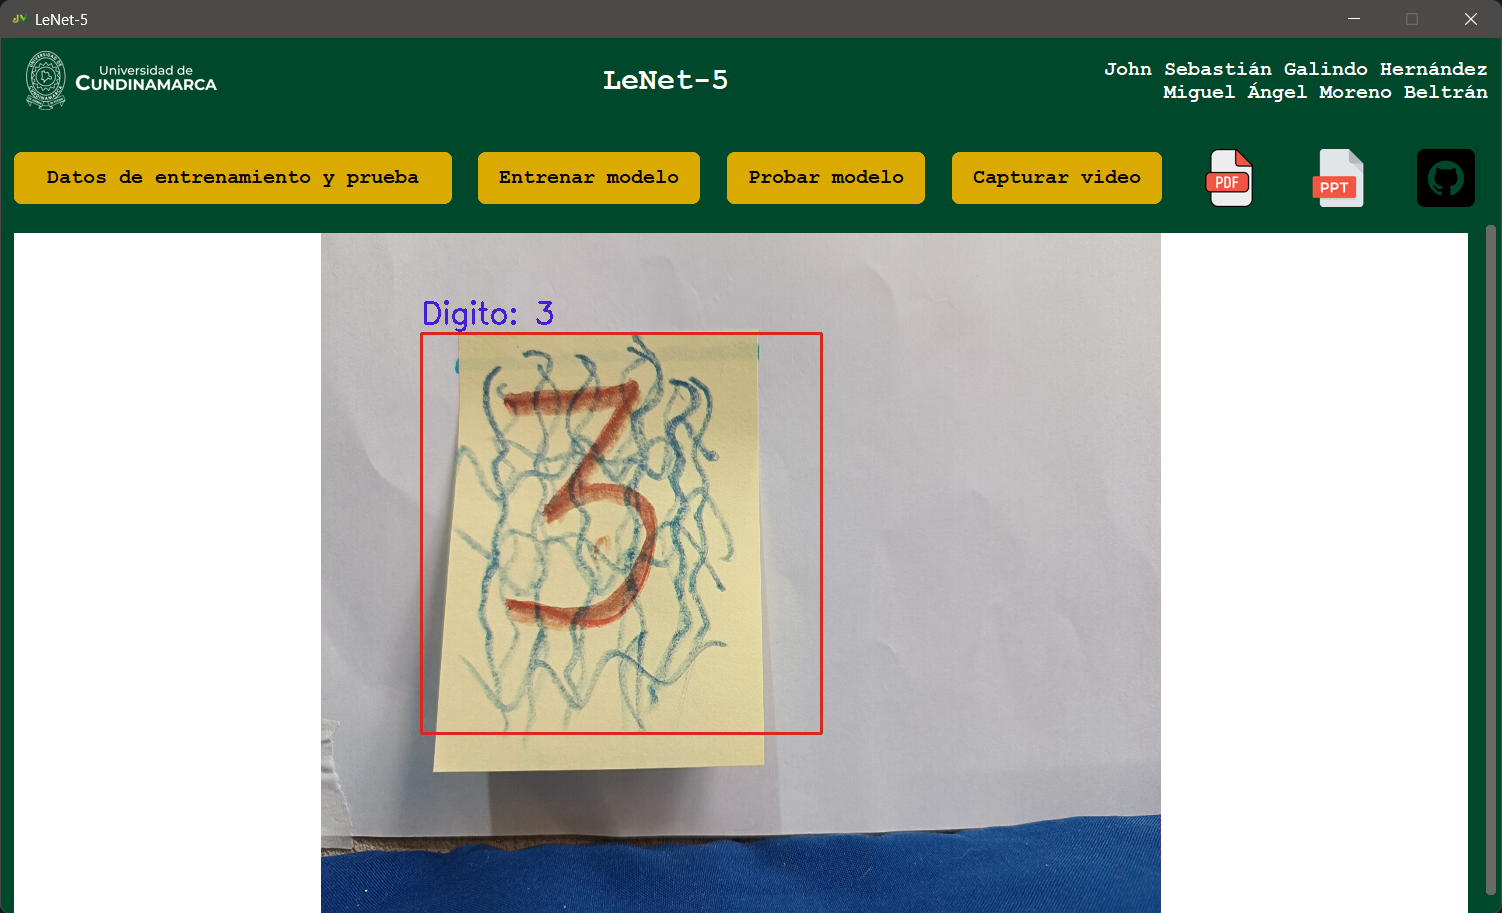 LeNet-5
Universidad de
CUNDINAMARCA
LeNet-5
John Sebastián Galindo Hernández
Miguel Ángel Moreno Beltrán
Datos de entrenamiento y prueba
Entrenar modelo
Probar modelo
Capturar video
PDF
PPT
Digito: 3
3